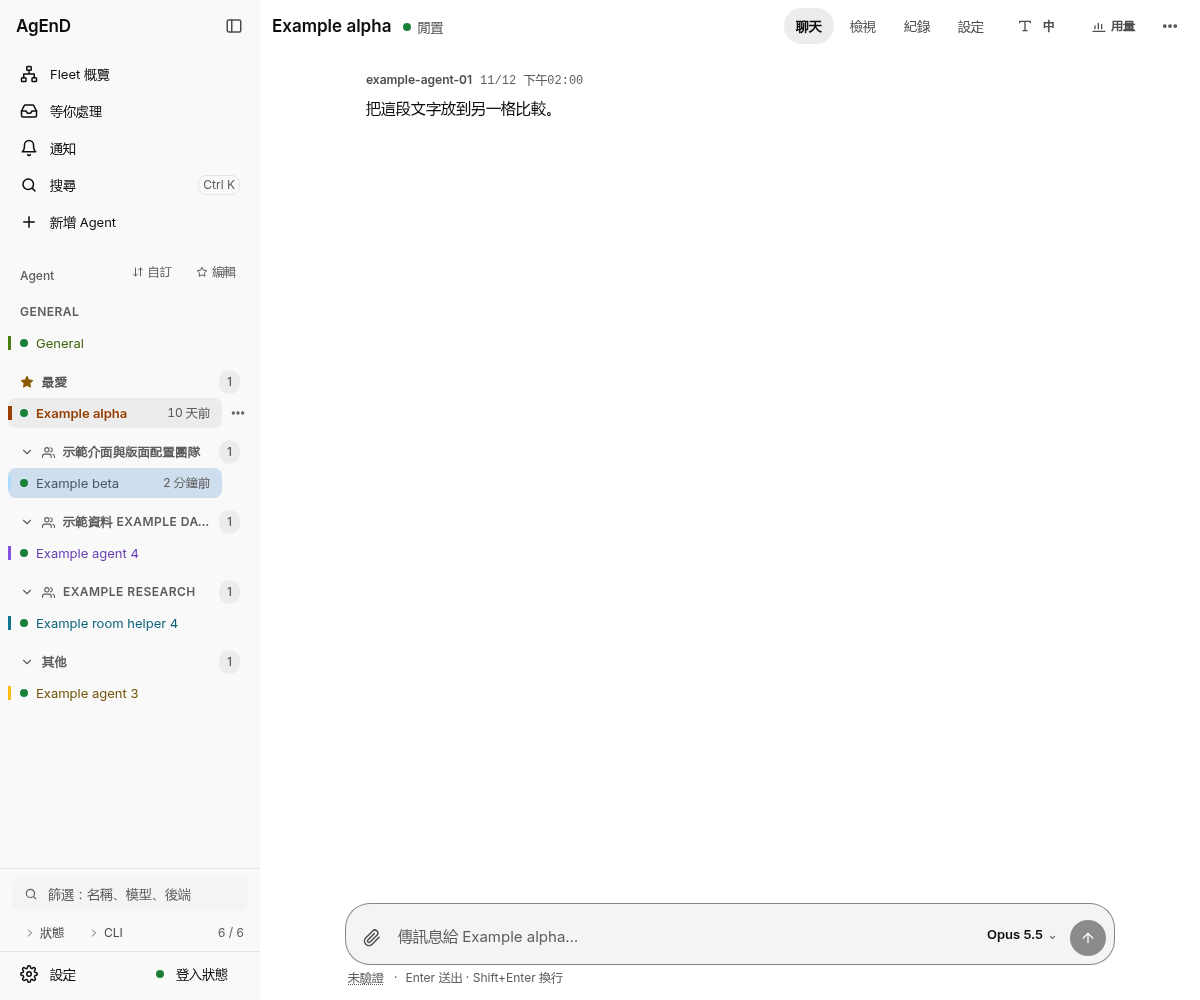 AgEnD
Fleet 概覽
等你處理
通知
搜尋 Ctrl K
新增 Agent
Agent 自訂 編輯
GENERAL
General
最愛 1
Example alpha 10 天前
示範介面與版面配置團隊 1
Example beta 2 分鐘前
示範資料 EXAMPLE DA... 1
Example agent 4
EXAMPLE RESEARCH 1
Example room helper 4
其他 1
Example agent 3
篩選：名稱、模型、後端
狀態 CLI 6 / 6
設定 登入狀態
Example alpha 閒置 聊天 檢視 紀錄 設定 T 中 用量
example-agent-01 11/12 下午02:00
把這段文字放到另一格比較。
傳訊息給 Example alpha... Opus 5.5
未驗證 · Enter 送出 · Shift+Enter 換行